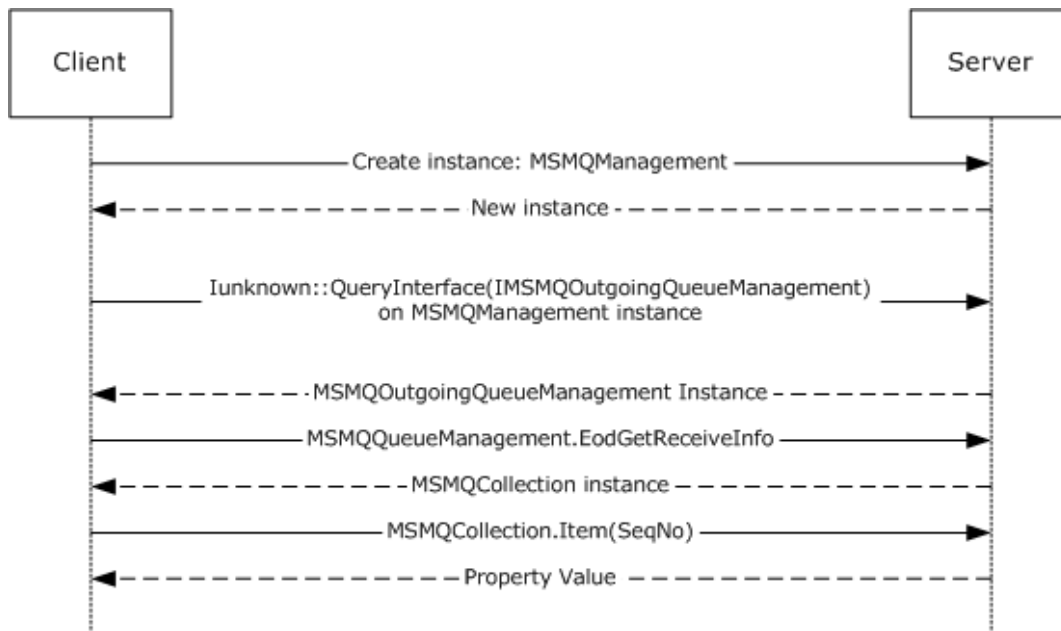 Client
Server
Create instance: MSMQManagement
New instance
Iunknown::QueryInterface(IMSMQOutgoingQueueManagement)
on MSMQManagement instance
MSMQOutgoingQueueManagement Instance
MSMQQueueManagement.EodGetReceiveInfo
MSMQCollection instance
MSMQCollection.Item(SeqNo)
Property Value